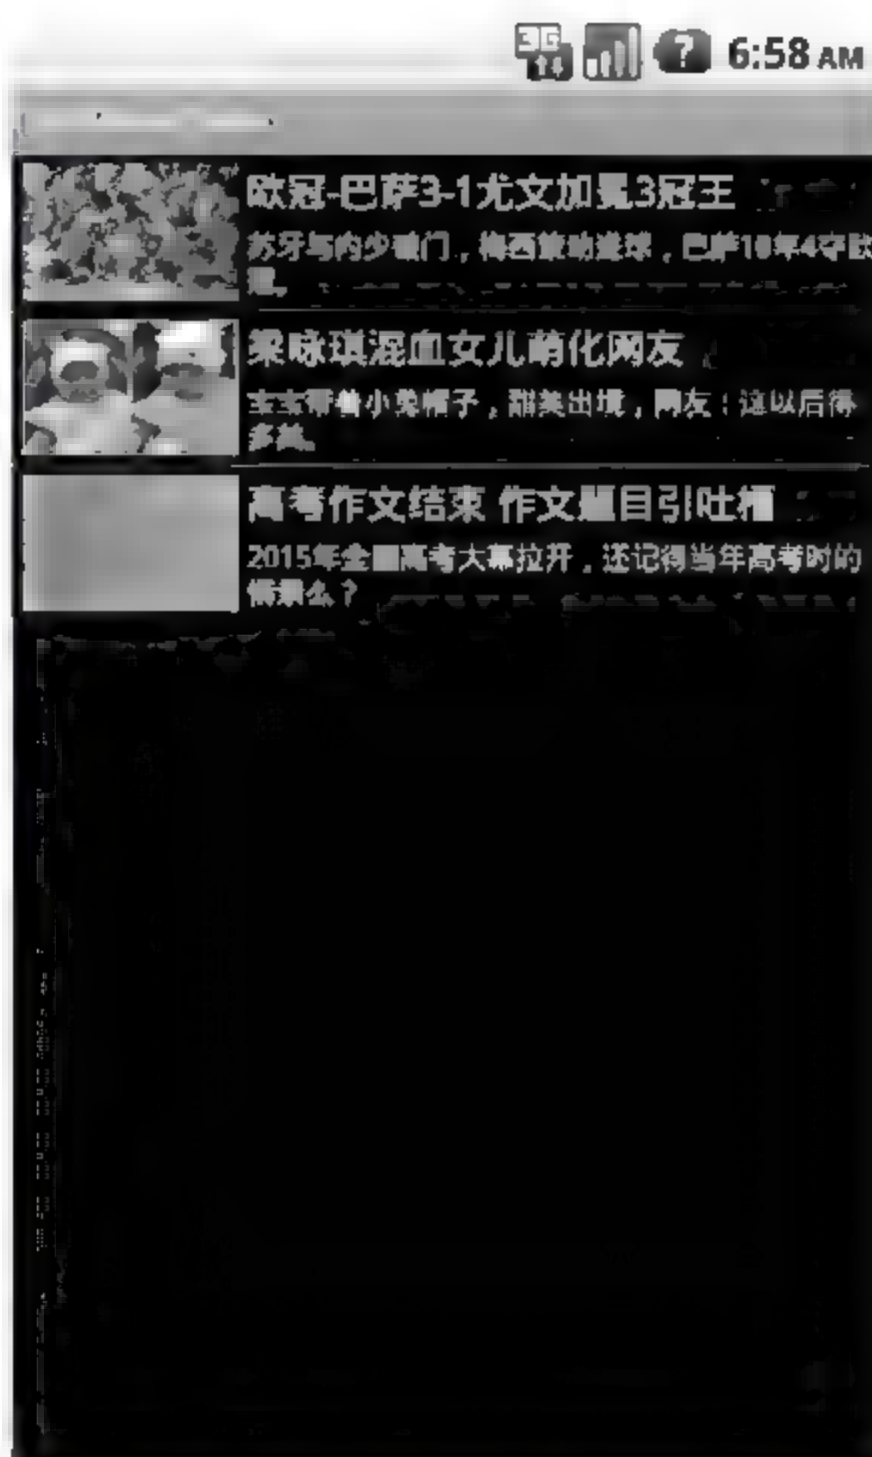 3G ? 6:58 AM
欧冠-巴萨3-1尤文加冕3冠王
苏牙与内少破门，梅西策动进球，巴萨10年4夺欧
冠。
梁咏琪混血女儿萌化网友
宝宝带着小兔帽子，甜美出境，网友：这以后得
多美。
高考作文结束 作文题目引吐槽
2015年全国高考大幕拉开，还记得当年高考时的
情景么？